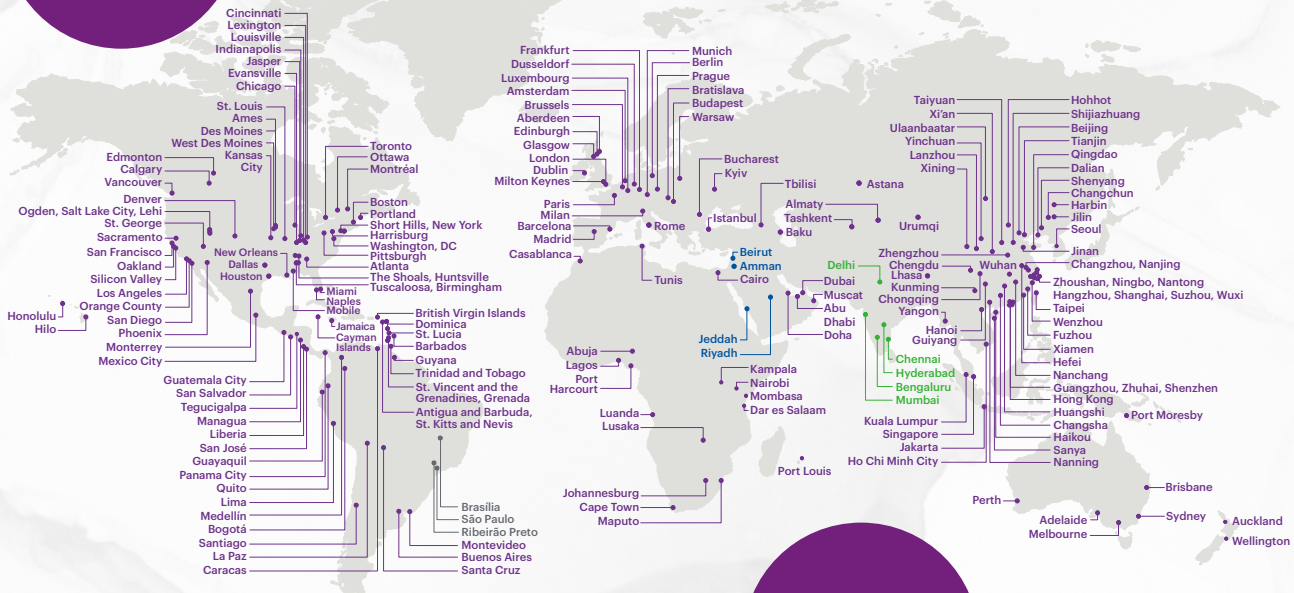 Cincinnati
Lexington
Louisville
Indianapolis
Jasper
Evansville
Chicago
St. Louis
Ames
Des Moines
West Des Moines
Kansas
City
Edmonton
Calgary
Vancouver
Denver
Ogden, Salt Lake City, Lehi
St. George
Sacramento
San Francisco
Oakland
Silicon Valley
Los Angeles
Orange County
San Diego
Phoenix
Monterrey
Mexico City
Honolulu
Hilo
New Orleans
Dallas
Houston
Toronto
Ottawa
Montréal
Boston
Portland
Short Hills, New York
Harrisburg
Washington, DC
Pittsburgh
Atlanta
The Shoals, Huntsville
Tuscaloosa, Birmingham
Miami
Naples
Mobile
Jamaica
Cayman
Islands
British Virgin Islands
Dominica
St. Lucia
Barbados
Guyana
Trinidad and Tobago
St. Vincent and the
Grenadines, Grenada
Antigua and Barbuda,
St. Kitts and Nevis
Guatemala City
San Salvador
Tegucigalpa
Managua
Liberia
San José
Guayaquil
Panama City
Quito
Lima
Medellín
Bogotá
Santiago
La Paz
Caracas
Brasília
São Paulo
Ribeirão Preto
Montevideo
Buenos Aires
Santa Cruz
Frankfurt
Dusseldorf
Luxembourg
Amsterdam
Brussels
Aberdeen
Edinburgh
Glasgow
London
Dublin
Milton Keynes
Paris
Milan
Barcelona
Madrid
Casablanca
Munich
Berlin
Prague
Bratislava
Budapest
Warsaw
Bucharest
Kyiv
Istanbul
Rome
Tunis
Tbilisi
Astana
Almaty
Tashkent
Baku
Urumqi
Beirut
Amman
Cairo
Jeddah
Riyadh
Dubai
Muscat
Abu
Dhabi
Doha
Abuja
Lagos
Port
Harcourt
Luanda
Lusaka
Kampala
Nairobi
Mombasa
Dar es Salaam
Port Louis
Johannesburg
Cape Town
Maputo
Delhi
Chennai
Hyderabad
Bengaluru
Mumbai
Taiyuan
Xi'an
Ulaanbaatar
Yinchuan
Lanzhou
Xining
Zhengzhou
Chengdu
Lhasa
Kunming
Chongqing
Yangon
Hanoi
Guiyang
Wuhan
Kuala Lumpur
Singapore
Jakarta
Ho Chi Minh City
Hohhot
Shijiazhuang
Beijing
Tianjin
Qingdao
Dalian
Shenyang
Changchun
Harbin
Jilin
Seoul
Jinan
Changzhou, Nanjing
Zhoushan, Ningbo, Nantong
Hangzhou, Shanghai, Suzhou, Wuxi
Taipei
Wenzhou
Fuzhou
Xiamen
Hefei
Nanchang
Guangzhou, Zhuhai, Shenzhen
Hong Kong
Huangshi
Changsha
Haikou
Sanya
Nanning
Port Moresby
Perth
Adelaide
Melbourne
Brisbane
Sydney
Auckland
Wellington